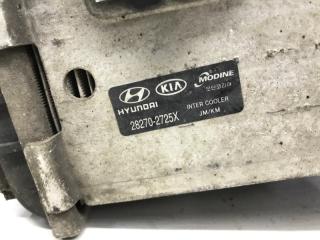 HYUNDAI
KIA
MODINE
28270-2725X
INTER COOLER
JM/KM